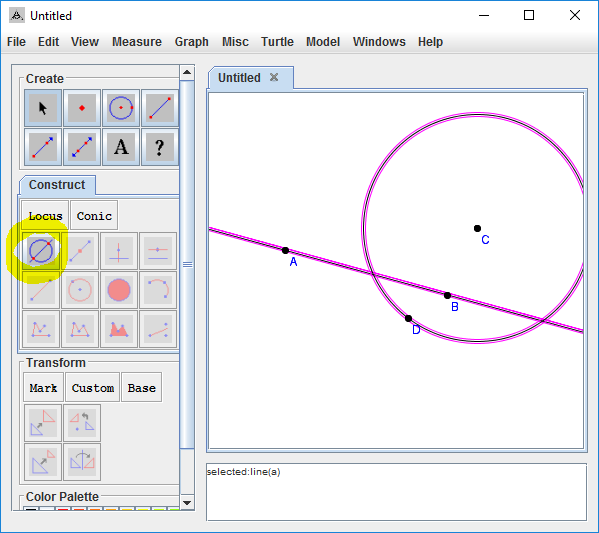 Untitled
File Edit View Measure Graph Misc Turtle Model Windows Help
Create
A ?
Construct
Locus Conic
Transform
Mark Custom Base
Color Palette
Untitled
C
A
B
D
selected:line(a)